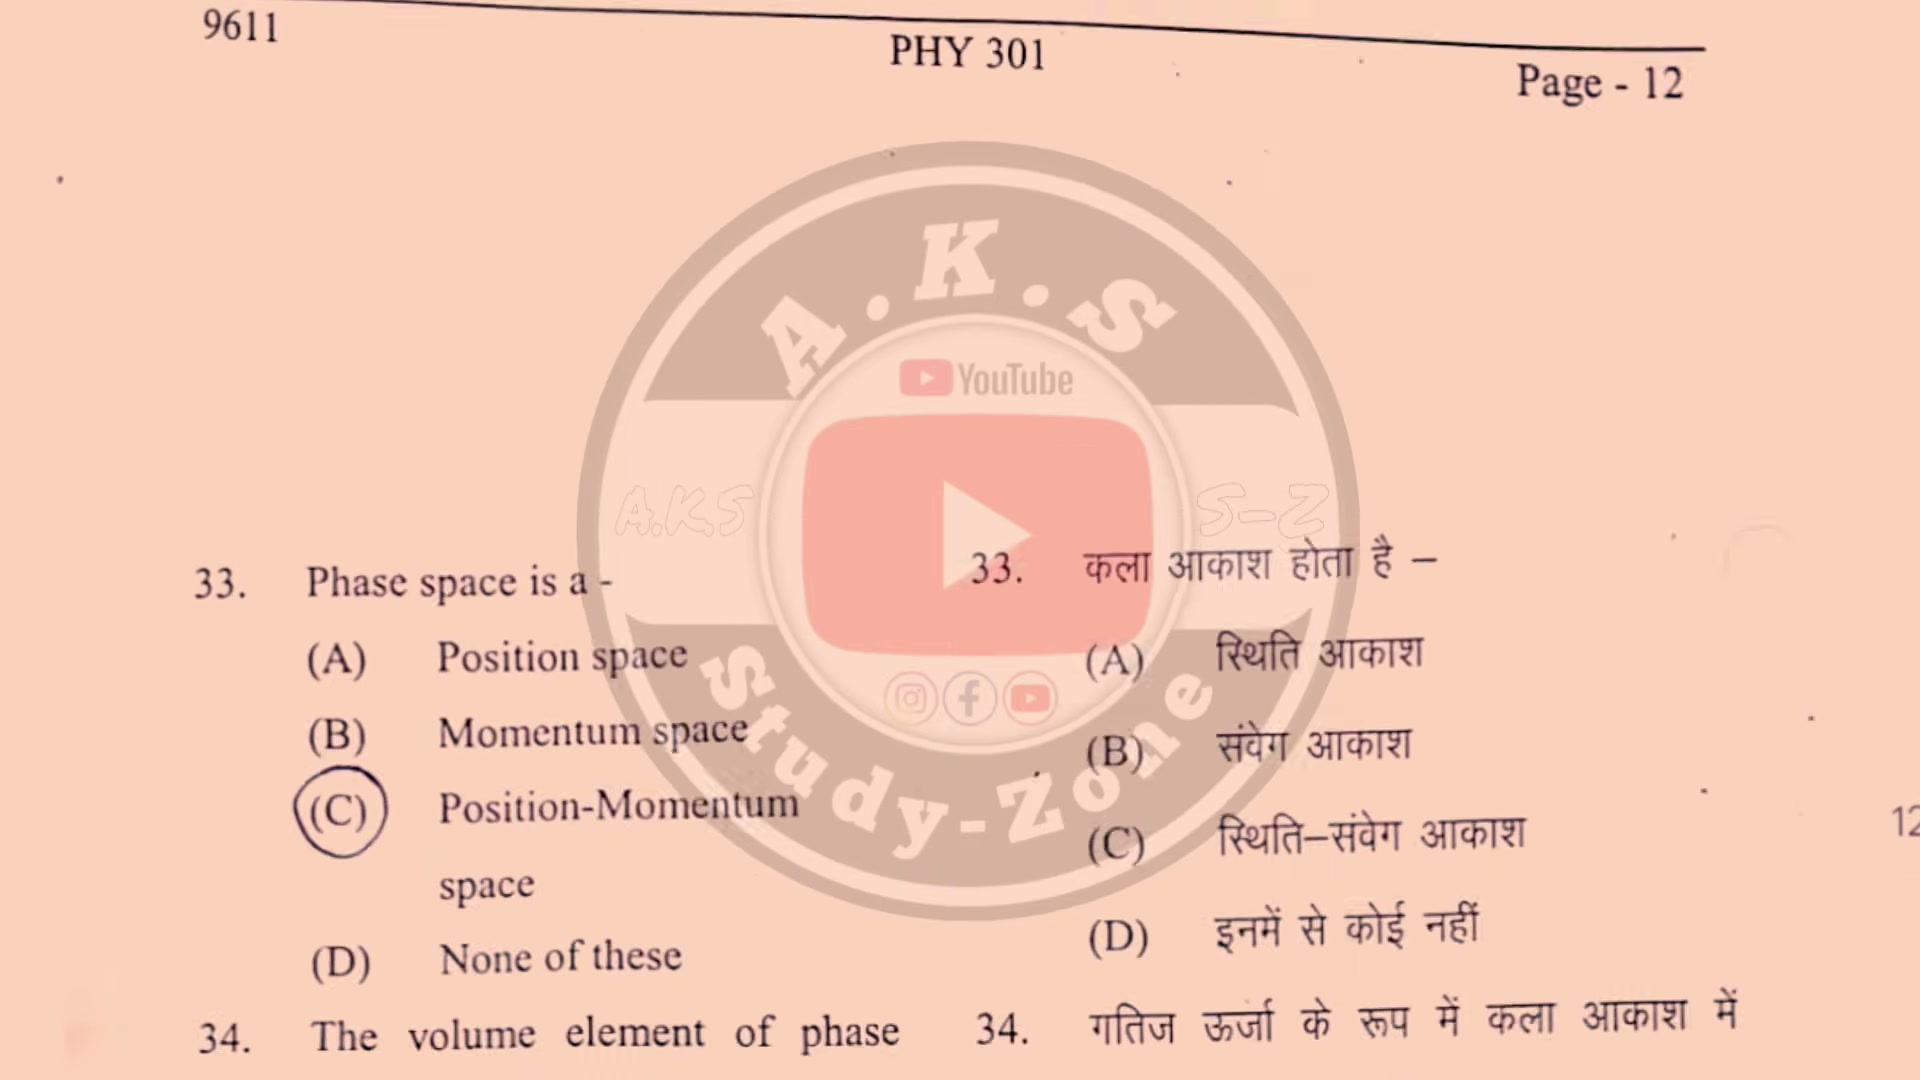 9611
PHY 301
Page - 12
A.K.S
YouTube
A.K.S
S-Z
Study-Zone
33. Phase space is a -
(A) Position space
(B) Momentum space
(C) Position-Momentum
space
(D) None of these
34. The volume element of phase
33. कला आकाश होता है –
(A) स्थिति आकाश
(B) संवेग आकाश
(C) स्थिति–संवेग आकाश
(D) इनमें से कोई नहीं
34. गतिज ऊर्जा के रूप में कला आकाश में
12